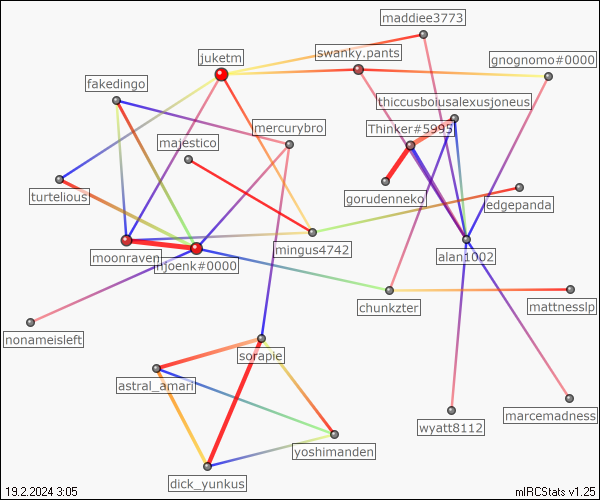 maddiee3773
juketm
swanky.pants
gnognomo#0000
fakedingo
thiccusboiusalexusjoneus
mercurybro
Thinker#5995
majestico
turtelious
gorudenneko
edgepanda
moonraven
njoenk#0000
mingus4742
alan1002
chunkzter
mattnesslp
nonameisleft
sorapie
astral_amari
marcemadness
wyatt8112
yoshimanden
dick_yunkus
19.2.2024 3:05
mIRCStats v1.25